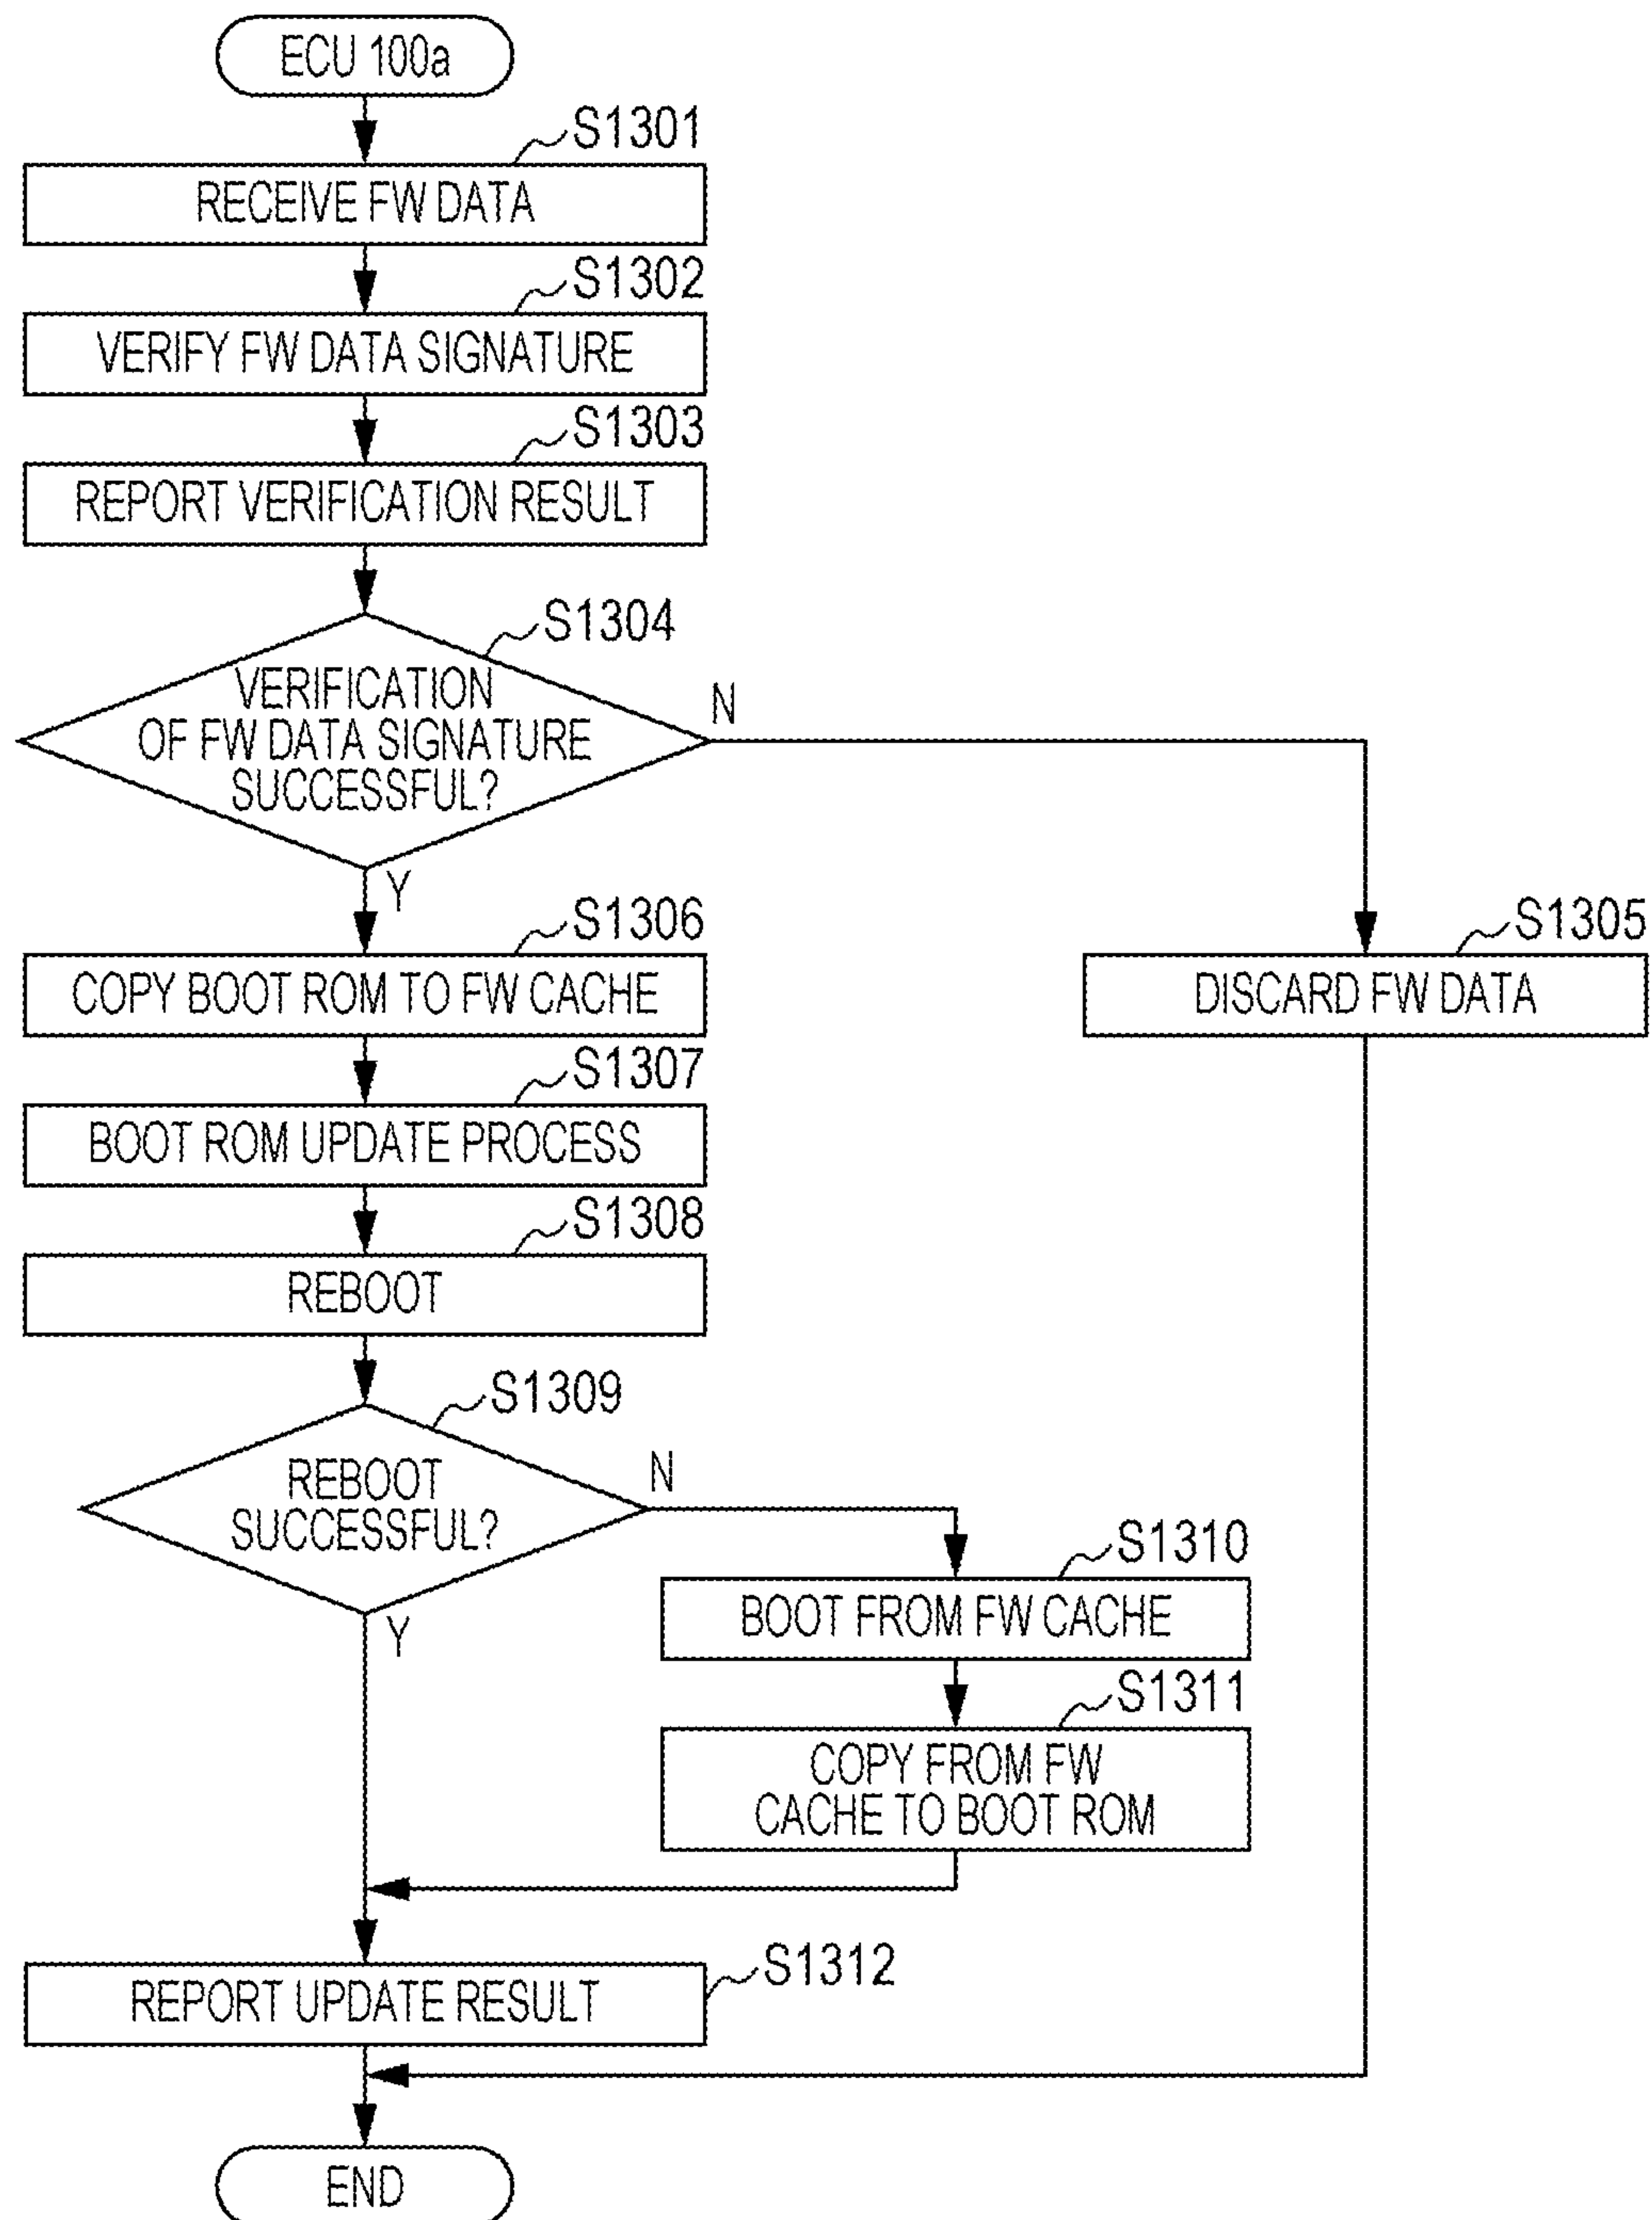 ECU 100a
S1301
RECEIVE FW DATA
S1302
VERIFY FW DATA SIGNATURE
S1303
REPORT VERIFICATION RESULT
S1304
VERIFICATION
OF FW DATA SIGNATURE
SUCCESSFUL?
N
Y
S1306
COPY BOOT ROM TO FW CACHE
S1305
DISCARD FW DATA
S1307
BOOT ROM UPDATE PROCESS
S1308
REBOOT
S1309
REBOOT
SUCCESSFUL?
N
Y
S1310
BOOT FROM FW CACHE
S1311
COPY FROM FW
CACHE TO BOOT ROM
S1312
REPORT UPDATE RESULT
END